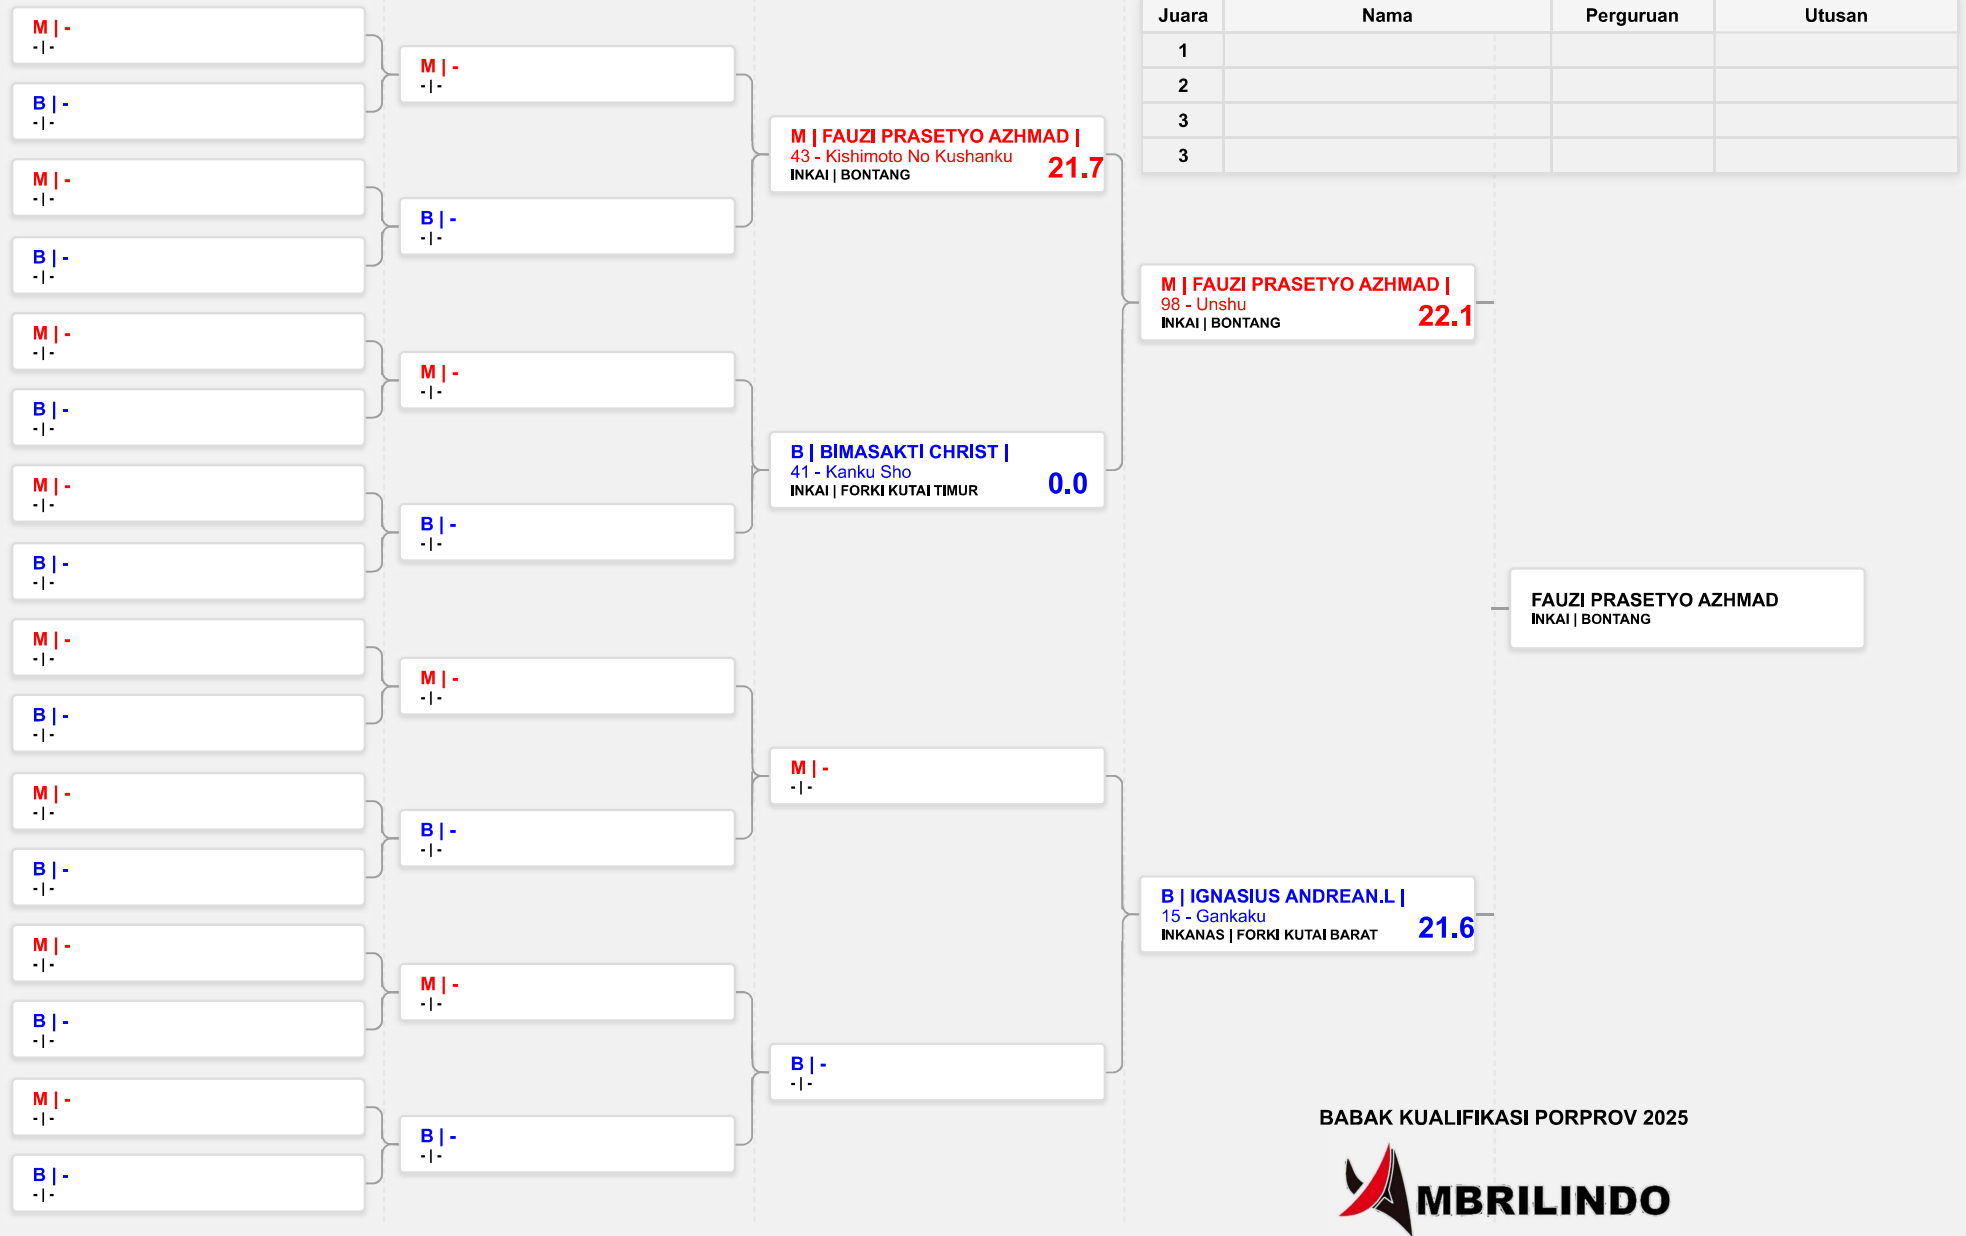 M | -
- | -
B | -
- | -
M | -
- | -
B | -
- | -
M | -
- | -
B | -
- | -
M | -
- | -
B | -
- | -
M | -
- | -
B | -
- | -
M | -
- | -
B | -
- | -
M | -
- | -
B | -
- | -
M | -
- | -
B | -
- | -
M | -
- | -
B | -
- | -
M | -
- | -
B | -
- | -
M | -
- | -
B | -
- | -
M | -
- | -
B | -
- | -
M | FAUZI PRASETYO AZHMAD |
43 - Kishimoto No Kushanku
21.7
INKAI | BONTANG
B | BIMASAKTI CHRIST |
41 - Kanku Sho
0.0
INKAI | FORKI KUTAI TIMUR
M | -
- | -
B | -
- | -
M | FAUZI PRASETYO AZHMAD |
98 - Unshu
22.1
INKAI | BONTANG
B | IGNASIUS ANDREAN.L |
15 - Gankaku
21.6
INKANAS | FORKI KUTAI BARAT
FAUZI PRASETYO AZHMAD
INKAI | BONTANG
Juara Nama Perguruan Utusan
1
2
3
3
BABAK KUALIFIKASI PORPROV 2025
MBRILINDO